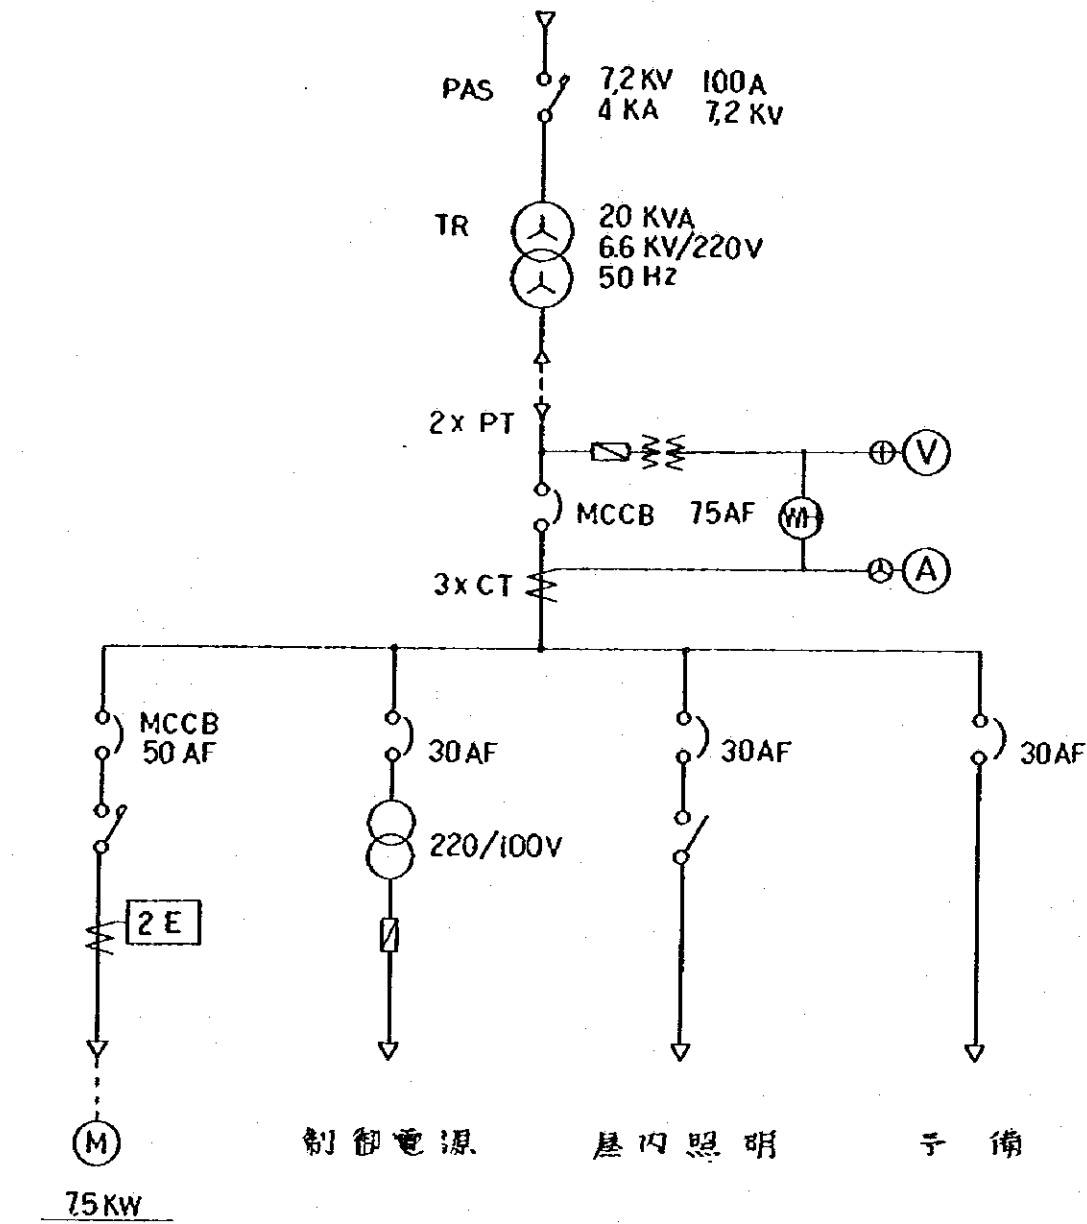 PAS
7,2 KV 100A
4 KA 7,2 KV
TR
20 KVA
6.6 KV/220V
50 Hz
2x PT
V
MCCB 75AF
3x CT
A
MCCB
50 AF
30AF
30AF
30AF
220/100V
2 E
M
制御電源
屋内照明
予備
7.5 KW